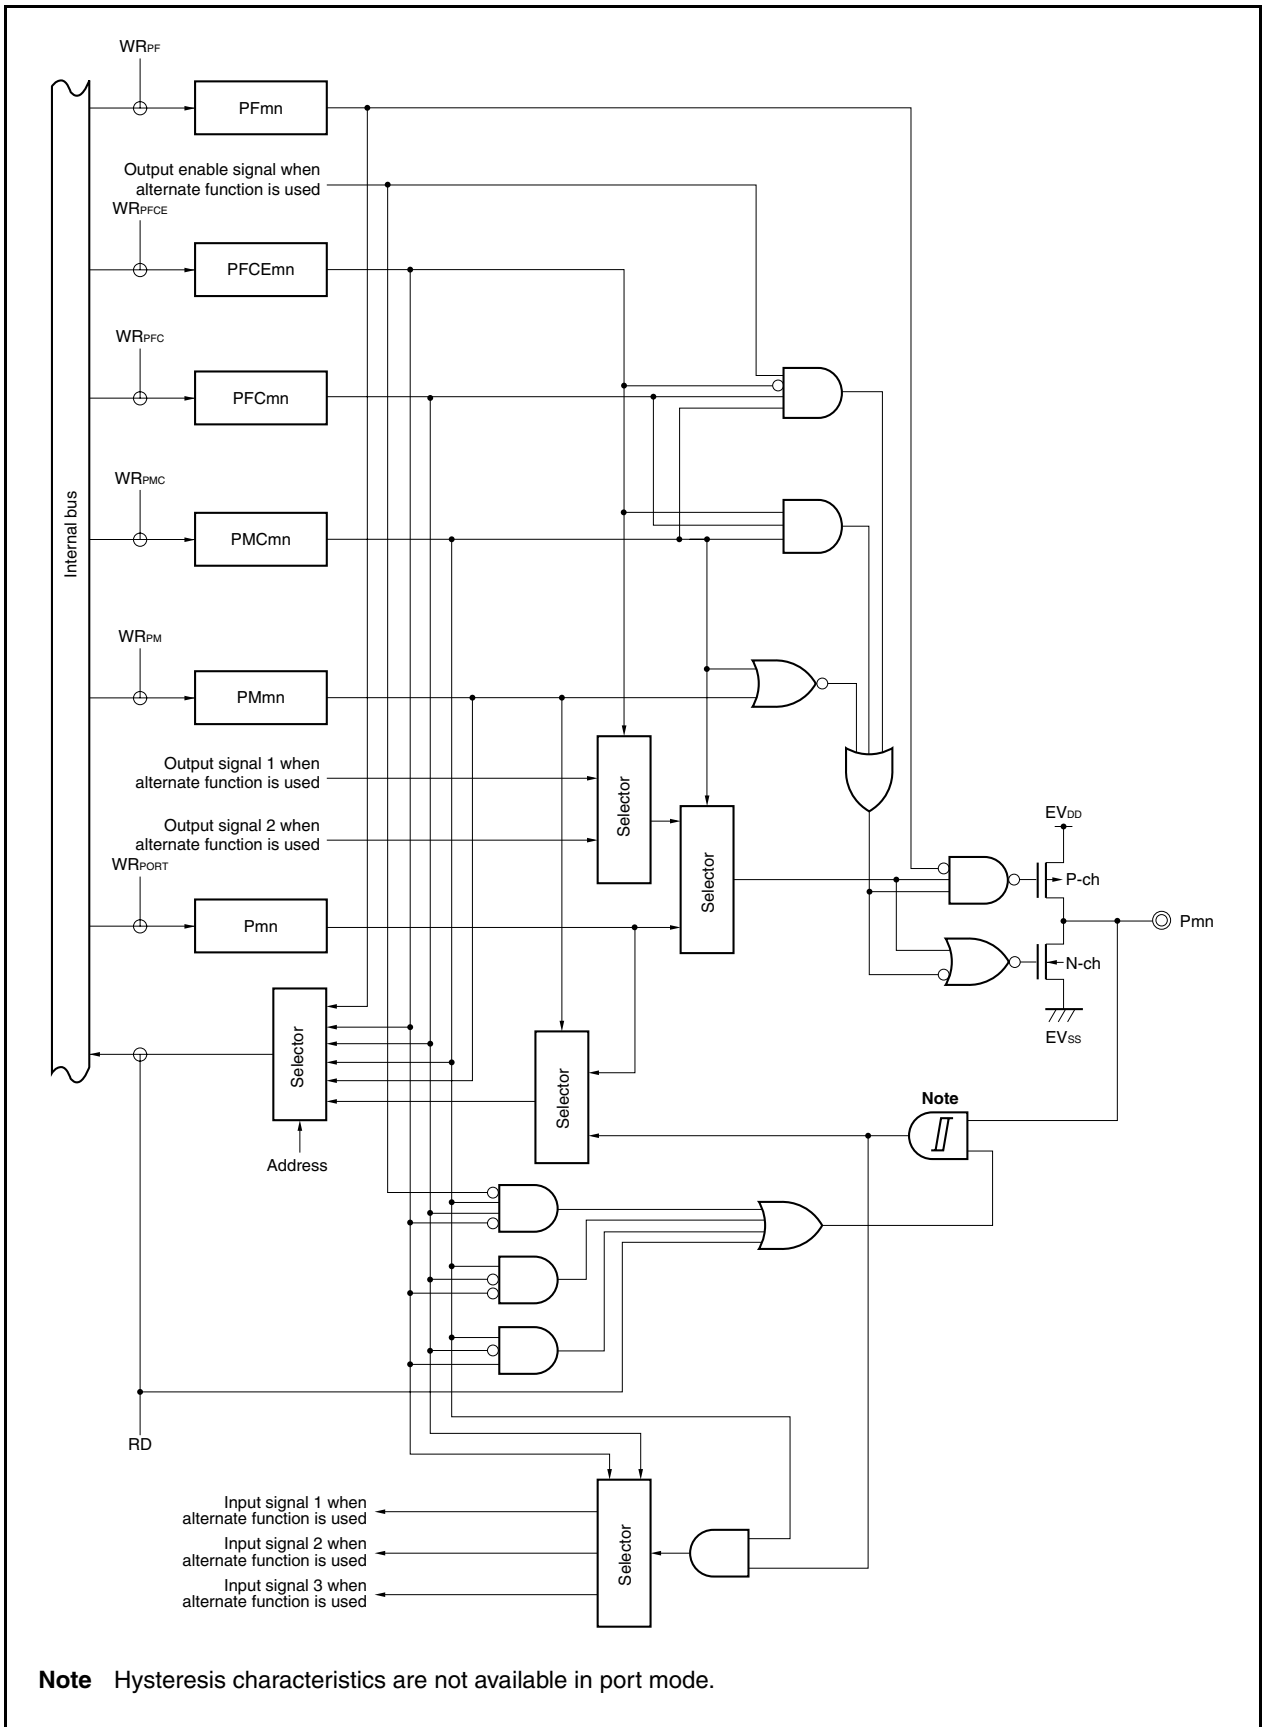 WRPF
PFmn
Output enable signal when
alternate function is used
WRPFCE
PFCEmn
WRPFC
PFCmn
WRPMC
Internal bus
PMCmn
WRPM
PMmn
Output signal 1 when
alternate function is used
Selector
Output signal 2 when
alternate function is used
Selector
EVDD
WRPORT
P-ch
Pmn
Pmn
N-ch
EVSS
Selector
Selector
Note
Address
RD
Input signal 1 when
alternate function is used
Input signal 2 when
alternate function is used
Selector
Input signal 3 when
alternate function is used
Note Hysteresis characteristics are not available in port mode.